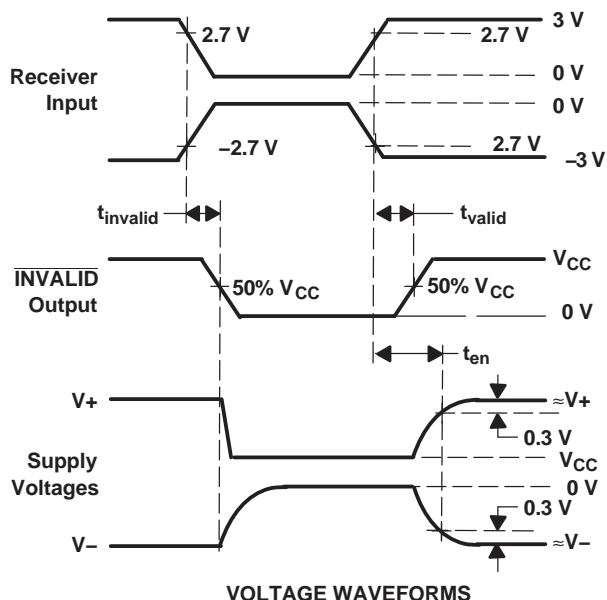 3 V
2.7 V
2.7 V
Receiver
Input
0 V
0 V
–2.7 V
2.7 V
–3 V
tinvalid
tvalid
INVALID
Output
VCC
50% VCC
50% VCC
0 V
ten
V+
≈V+
0.3 V
Supply
Voltages
VCC
0 V
0.3 V
V–
≈V–
VOLTAGE WAVEFORMS